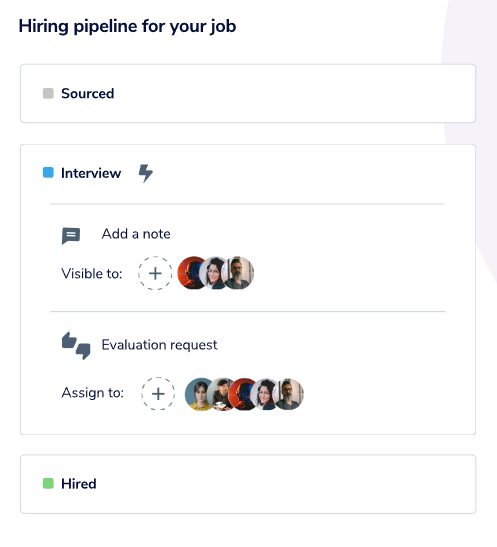 Hiring pipeline for your job
Sourced
Interview
Add a note
Visible to:
Evaluation request
Assign to:
Hired